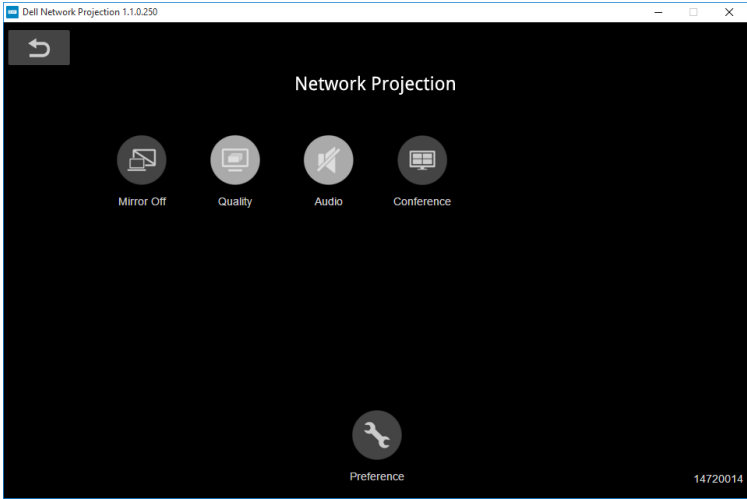 Dell Network Projection 1.1.0.250
Network Projection
Mirror Off
Quality
Audio
Conference
Preference
14720014